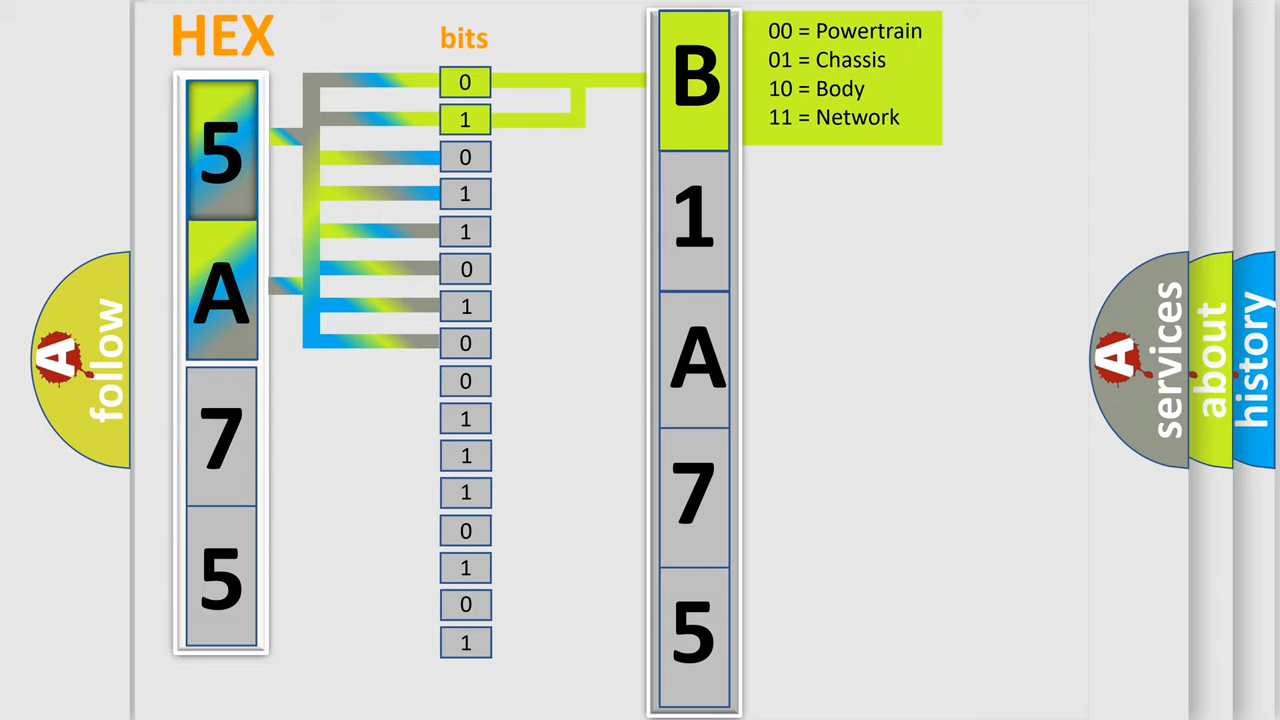 HEX
bits
5
A
7
5
0
1
0
1
1
0
1
0
0
1
1
1
0
1
0
1
B
1
A
7
5
00 = Powertrain
01 = Chassis
10 = Body
11 = Network
A
follow
A
services
about
history